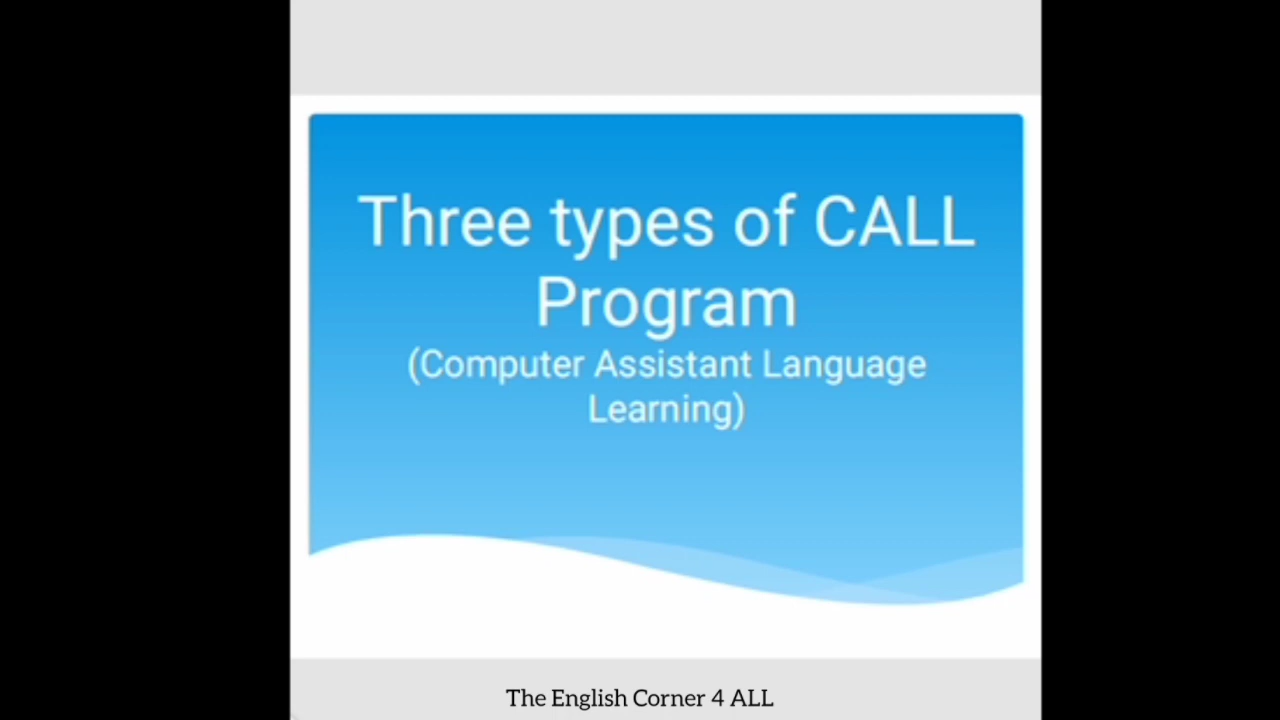 Three types of CALL
Program
(Computer Assistant Language
Learning)
The English Corner 4 ALL